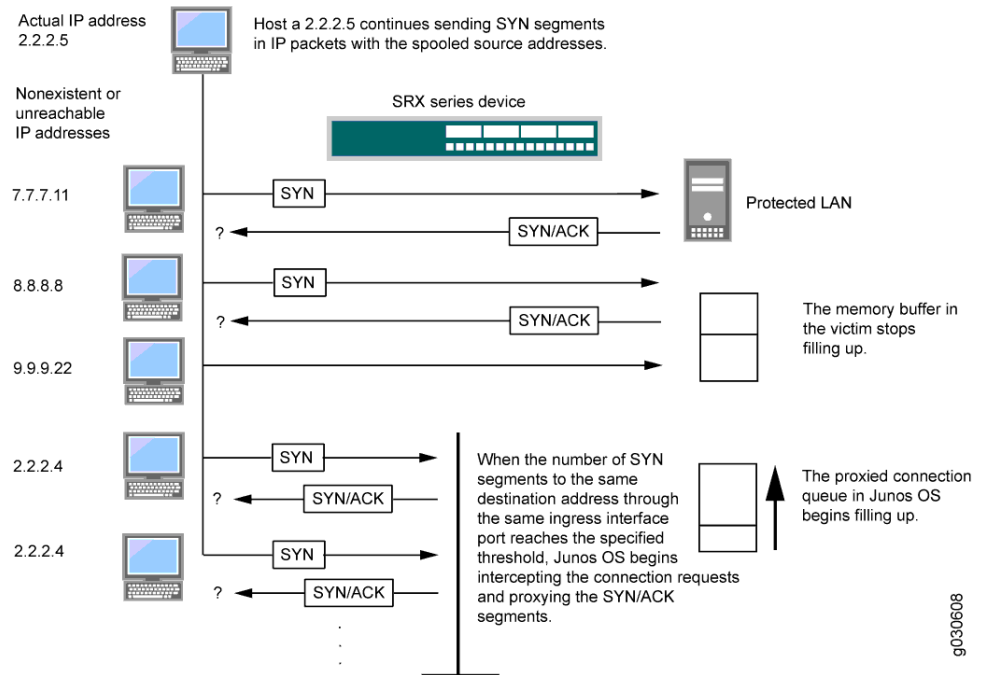 Actual IP address
2.2.2.5
Host a 2.2.2.5 continues sending SYN segments
in IP packets with the spooled source addresses.
Nonexistent or
unreachable
IP addresses
SRX series device
7.7.7.11
SYN
Protected LAN
?
SYN/ACK
8.8.8.8
SYN
?
SYN/ACK
The memory buffer in
the victim stops
filling up.
9.9.9.22
2.2.2.4
SYN
?
SYN/ACK
When the number of SYN
segments to the same
destination address through
the same ingress interface
port reaches the specified
threshold, Junos OS begins
intercepting the connection requests
and proxying the SYN/ACK
segments.
The proxied connection
queue in Junos OS
begins filling up.
2.2.2.4
SYN
?
SYN/ACK
g030608